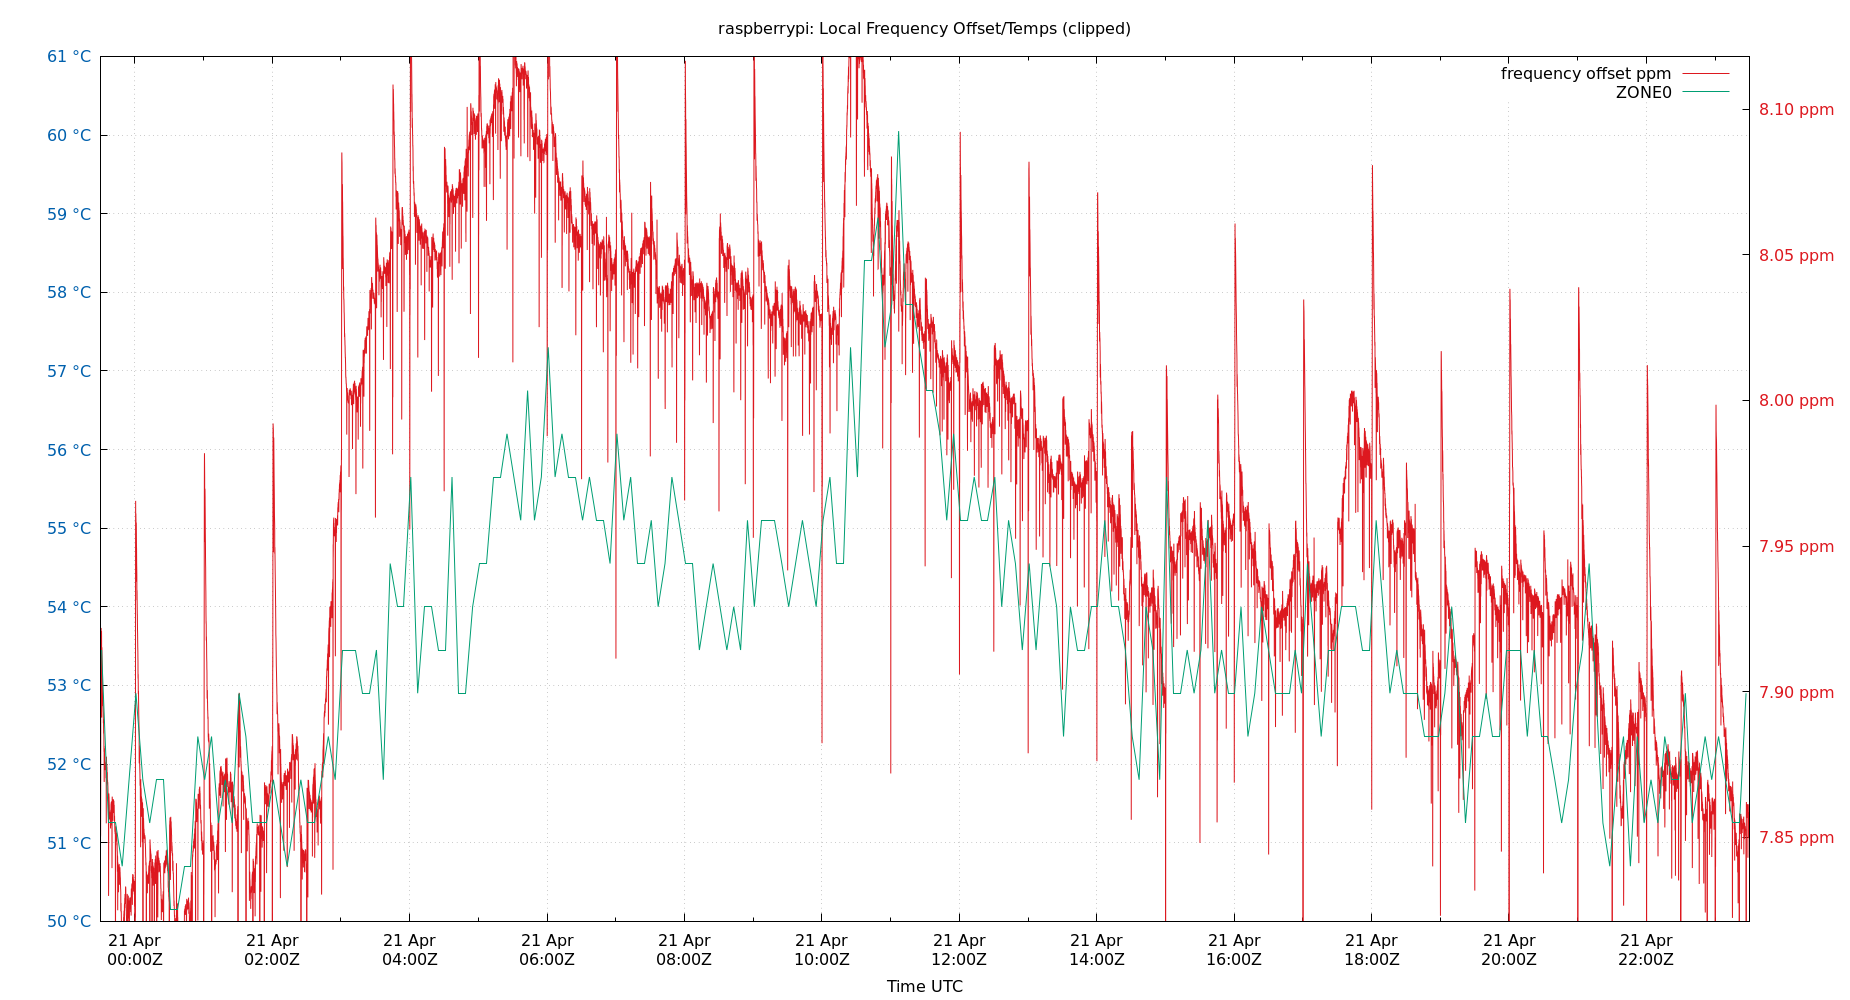 raspberrypi: Local Frequency Offset/Temps (clipped)
61 °C
60 °C
59 °C
58 °C
57 °C
56 °C
55 °C
54 °C
53 °C
52 °C
51 °C
50 °C
frequency offset ppm
ZONE0
8.10 ppm
8.05 ppm
8.00 ppm
7.95 ppm
7.90 ppm
7.85 ppm
21 Apr
00:00Z
21 Apr
02:00Z
21 Apr
04:00Z
21 Apr
06:00Z
21 Apr
08:00Z
21 Apr
10:00Z
21 Apr
12:00Z
21 Apr
14:00Z
21 Apr
16:00Z
21 Apr
18:00Z
21 Apr
20:00Z
21 Apr
22:00Z
Time UTC